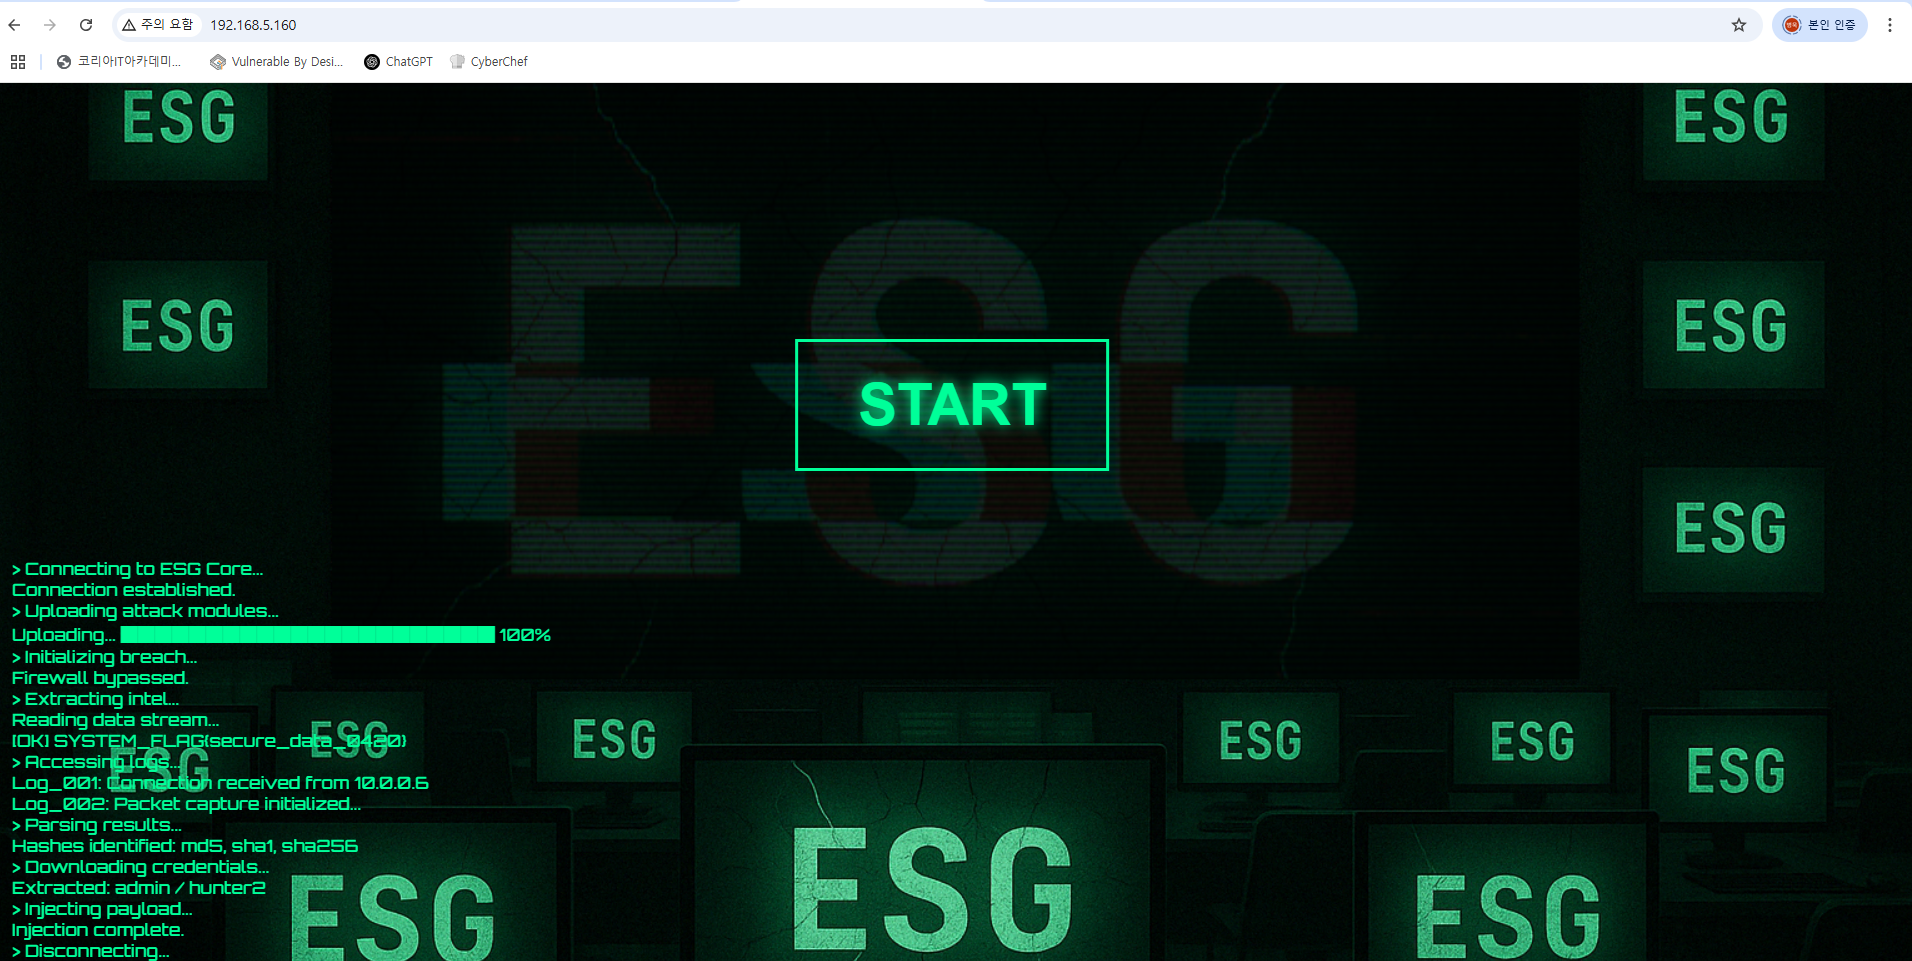 주의 요함 192.168.5.160 본인 인증
코리아IT아카데미... Vulnerable By Desi... ChatGPT CyberChef
ESG ESG
ESG
ESG ESG
START
ESG
> Connecting to ESG Core...
Connection established.
> Uploading attack modules...
Uploading... 100%
> Initializing breach...
Firewall bypassed.
> Extracting intel...
Reading data stream...
[OK] SYSTEM_FLAG{secure_data_0420}
> Accessing logs...
Log_001: Connection received from 10.0.0.6
Log_002: Packet capture initialized...
> Parsing results...
Hashes identified: md5, sha1, sha256
> Downloading credentials...
Extracted: admin / hunter2
> Injecting payload...
Injection complete.
> Disconnecting...
ESG ESG ESG ESG
ESG ESG
ESG ESG ESG